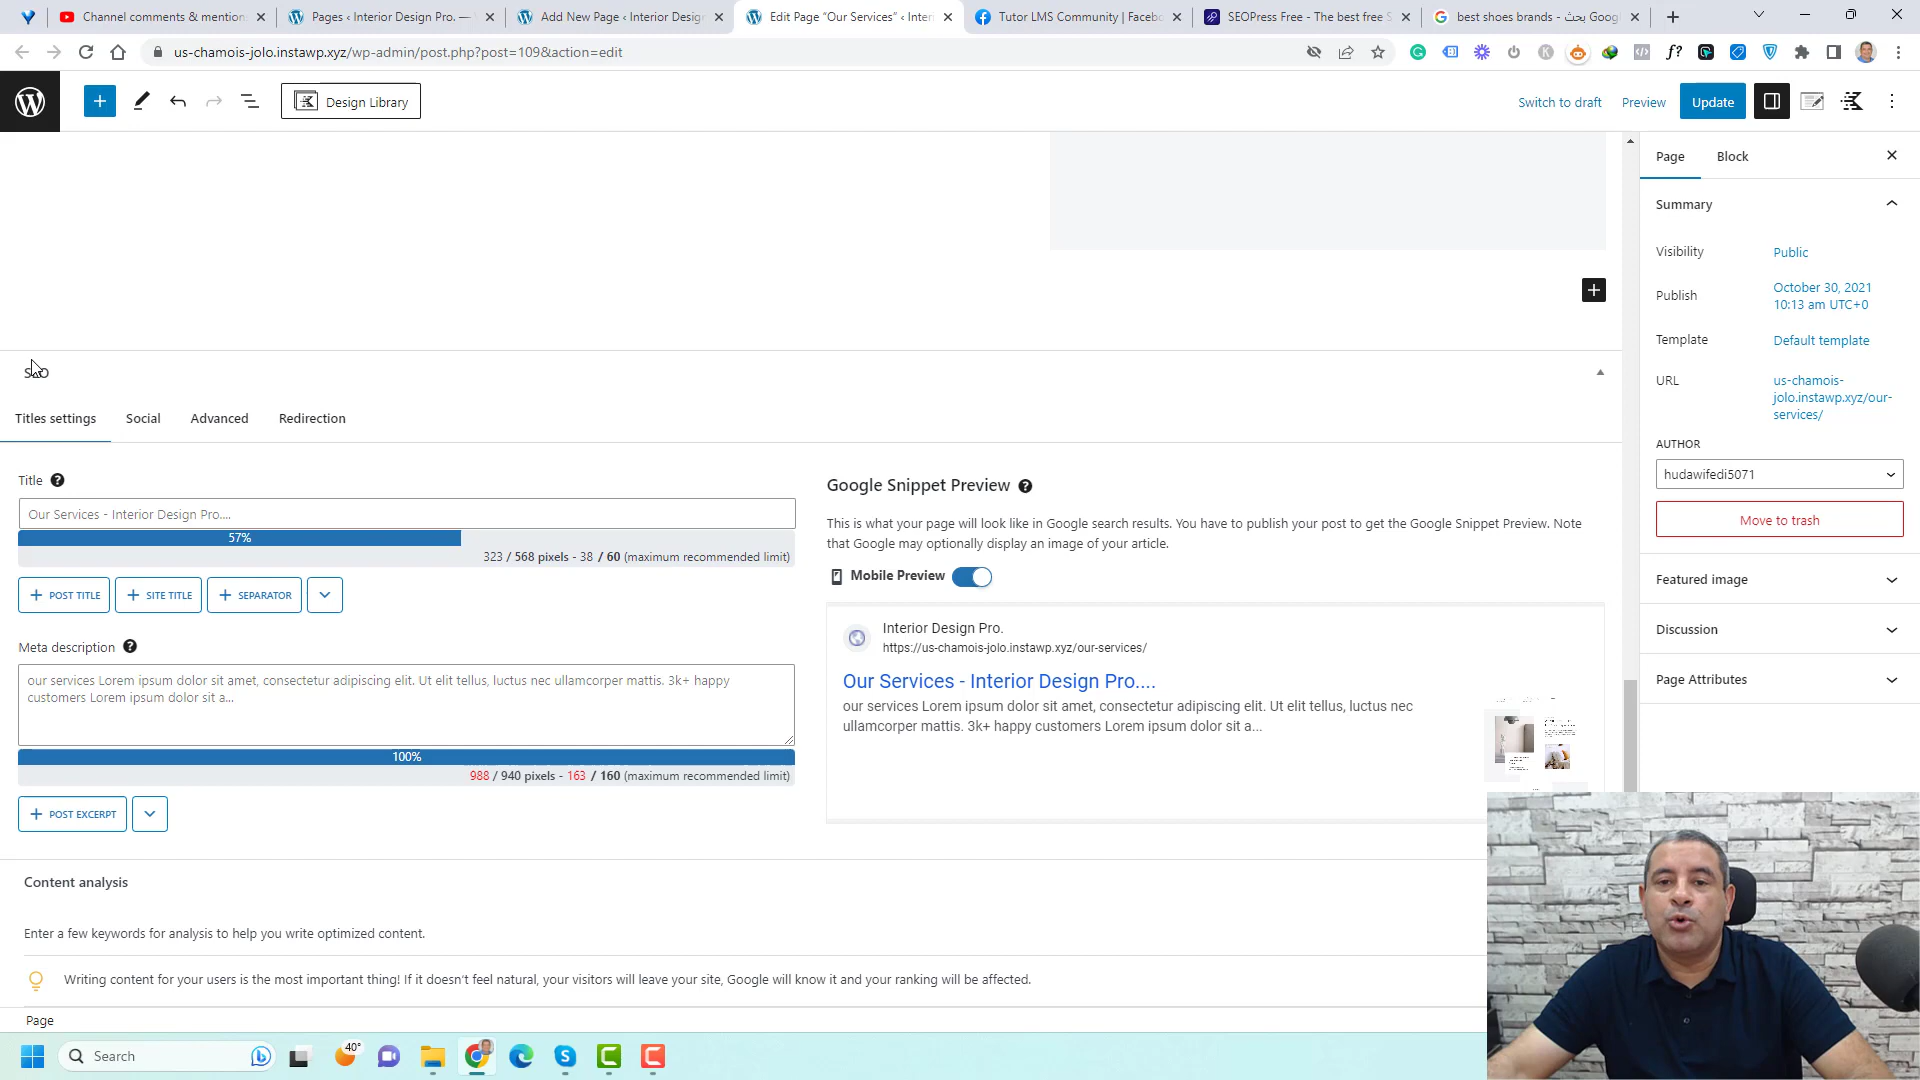 Channel comments & mention
Pages ‹ Interior Design Pro. —
Add New Page ‹ Interior Design
Edit Page “Our Services” ‹ Interi
Tutor LMS Community | Facebo
SEOPress Free - The best free S
best shoes brands - بحث Goog
us-chamois-jolo.instawp.xyz/wp-admin/post.php?post=109&action=edit
Design Library
Switch to draft
Preview
Update
Page
Block
Summary
Visibility
Public
Publish
October 30, 2021
10:13 am UTC+0
Template
Default template
URL
us-chamois-
jolo.instawp.xyz/our-
services/
AUTHOR
hudawifedi5071
Move to trash
Featured image
Discussion
Page Attributes
SEO
Titles settings
Social
Advanced
Redirection
Title
Our Services - Interior Design Pro....
57%
323 / 568 pixels - 38 / 60 (maximum recommended limit)
POST TITLE
SITE TITLE
SEPARATOR
Meta description
our services Lorem ipsum dolor sit amet, consectetur adipiscing elit. Ut elit tellus, luctus nec ullamcorper mattis. 3k+ happy
customers Lorem ipsum dolor sit a...
100%
988 / 940 pixels - 163 / 160 (maximum recommended limit)
POST EXCERPT
Google Snippet Preview
This is what your page will look like in Google search results. You have to publish your post to get the Google Snippet Preview. Note
that Google may optionally display an image of your article.
Mobile Preview
Interior Design Pro.
https://us-chamois-jolo.instawp.xyz/our-services/
Our Services - Interior Design Pro....
our services Lorem ipsum dolor sit amet, consectetur adipiscing elit. Ut elit tellus, luctus nec
ullamcorper mattis. 3k+ happy customers Lorem ipsum dolor sit a...
Content analysis
Enter a few keywords for analysis to help you write optimized content.
Writing content for your users is the most important thing! If it doesn't feel natural, your visitors will leave your site, Google will know it and your ranking will be affected.
Page
Search
40°